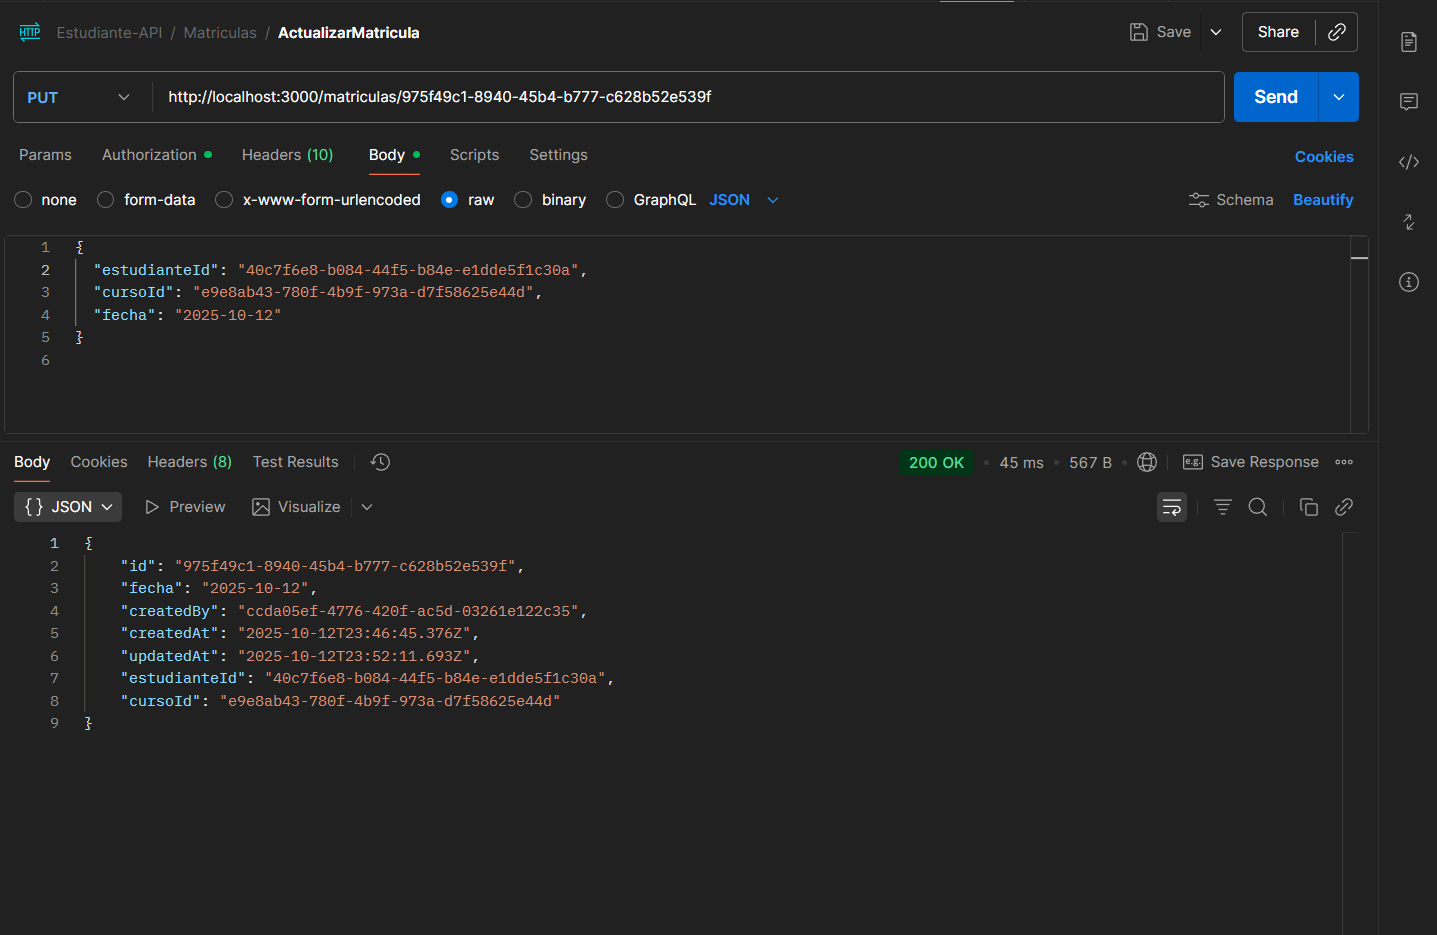 HTTP Estudiante-API / Matriculas / ActualizarMatricula Save Share
PUT http://localhost:3000/matriculas/975f49c1-8940-45b4-b777-c628b52e539f Send
Params Authorization Headers (10) Body Scripts Settings Cookies
none form-data x-www-form-urlencoded raw binary GraphQL JSON Schema Beautify
1 {
2 "estudianteId": "40c7f6e8-b084-44f5-b84e-e1dde5f1c30a",
3 "cursoId": "e9e8ab43-780f-4b9f-973a-d7f58625e44d",
4 "fecha": "2025-10-12"
5 }
6
Body Cookies Headers (8) Test Results 200 OK • 45 ms • 567 B • e.g. Save Response
{} JSON Preview Visualize
1 {
2 "id": "975f49c1-8940-45b4-b777-c628b52e539f",
3 "fecha": "2025-10-12",
4 "createdBy": "ccda05ef-4776-420f-ac5d-03261e122c35",
5 "createdAt": "2025-10-12T23:46:45.376Z",
6 "updatedAt": "2025-10-12T23:52:11.693Z",
7 "estudianteId": "40c7f6e8-b084-44f5-b84e-e1dde5f1c30a",
8 "cursoId": "e9e8ab43-780f-4b9f-973a-d7f58625e44d"
9 }